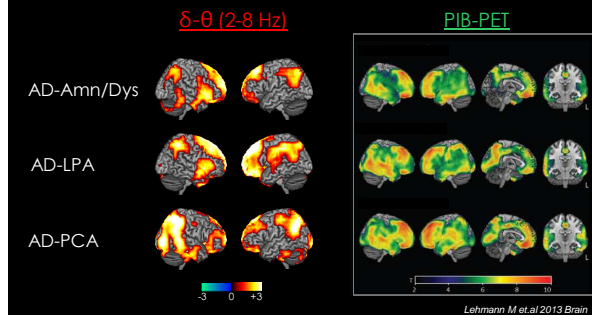 δ-θ (2-8 Hz)
PIB-PET
AD-Amn/Dys
AD-LPA
AD-PCA
L
L
L
-3 0 +3
T
2 4 6 8 10
Lehmann M et.al 2013 Brain